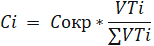 Ci = Cокр * VTi / ∑VTi